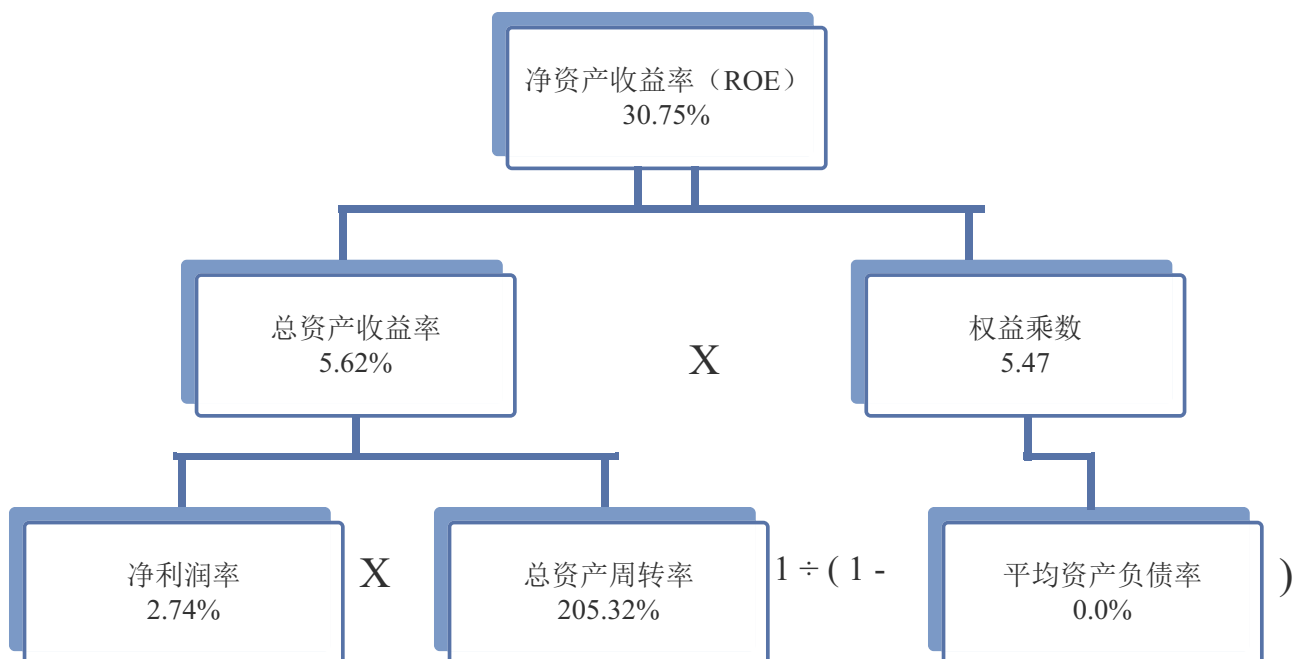 净资产收益率（ROE）
30.75%
总资产收益率
5.62%
X
权益乘数
5.47
净利润率
2.74%
X
总资产周转率
205.32%
1 ÷ ( 1 -
平均资产负债率
0.0%
)